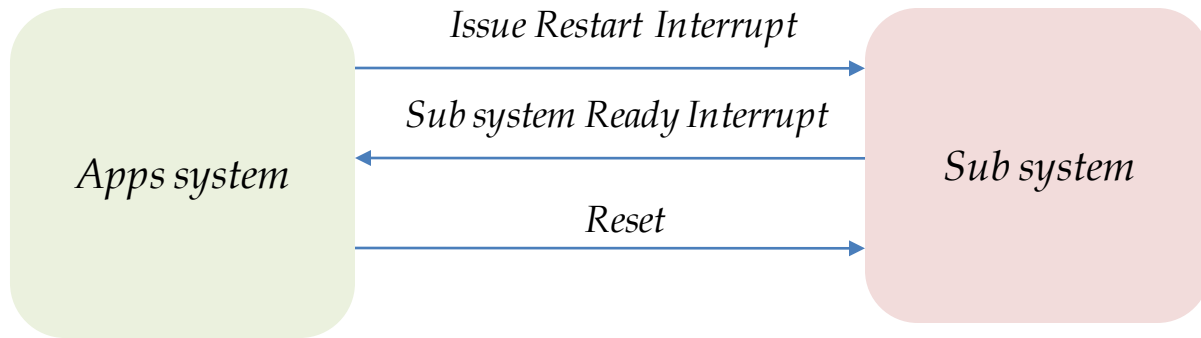 Issue Restart Interrupt
Sub system Ready Interrupt
Apps system
Sub system
Reset